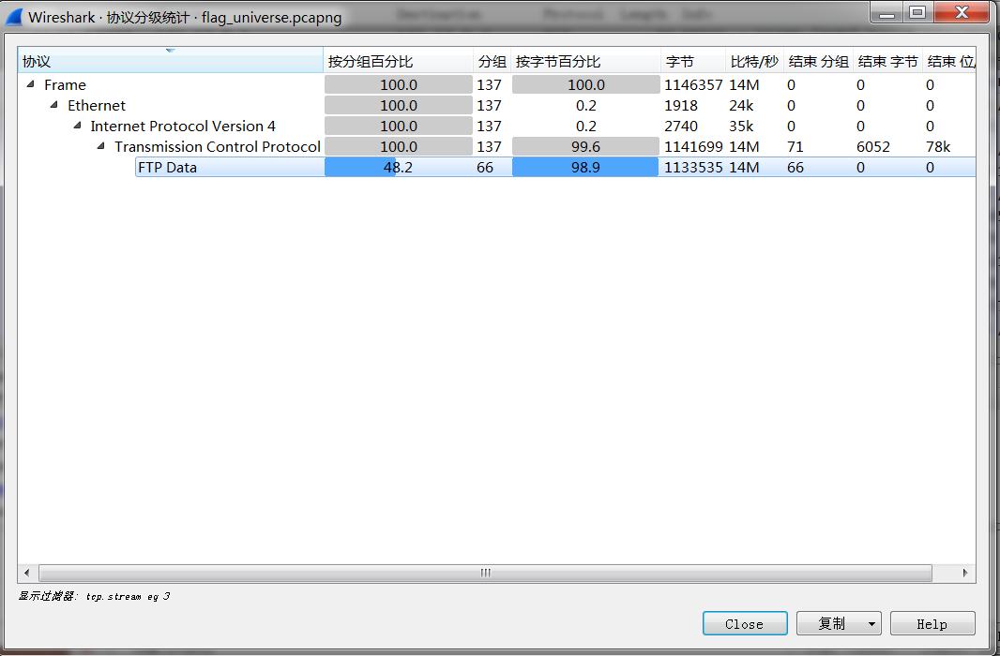 Wireshark · 协议分级统计 · flag_universe.pcapng
协议 按分组百分比 分组 按字节百分比 字节 比特/秒 结束 分组 结束 字节 结束 位/
Frame 100.0 137 100.0 1146357 14M 0 0 0
Ethernet 100.0 137 0.2 1918 24k 0 0 0
Internet Protocol Version 4 100.0 137 0.2 2740 35k 0 0 0
Transmission Control Protocol 100.0 137 99.6 1141699 14M 71 6052 78k
FTP Data 48.2 66 98.9 1133535 14M 66 0 0
显示过滤器: tcp.stream eq 3
Close 复制 Help